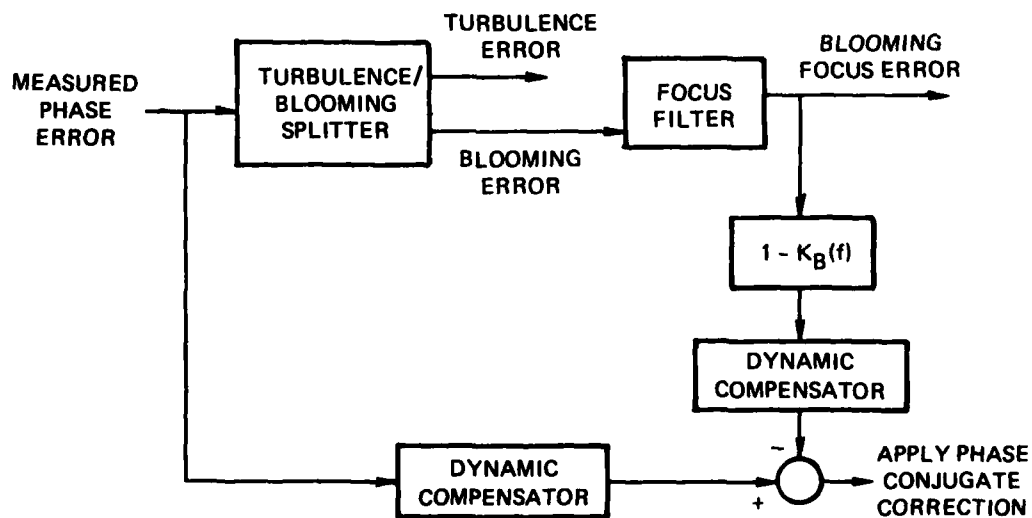 TURBULENCE
ERROR
BLOOMING
FOCUS ERROR
MEASURED
PHASE
ERROR
TURBULENCE/
BLOOMING
SPLITTER
FOCUS
FILTER
BLOOMING
ERROR
1 - K_B(f)
DYNAMIC
COMPENSATOR
-
+
DYNAMIC
COMPENSATOR
APPLY PHASE
CONJUGATE
CORRECTION